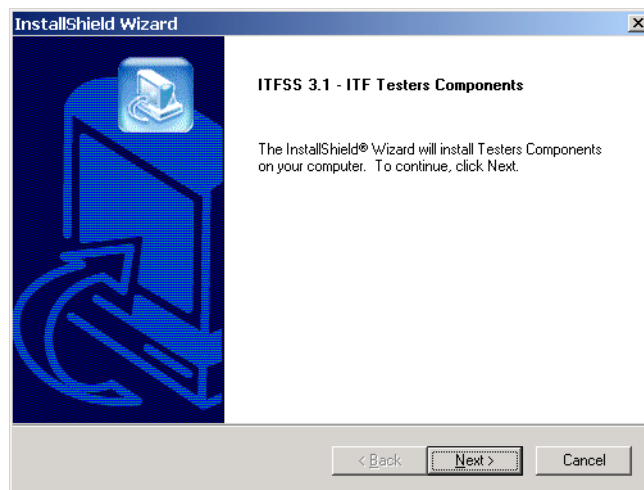 InstallShield Wizard
ITFSS 3.1 - ITF Testers Components
The InstallShield® Wizard will install Testers Components
on your computer. To continue, click Next.
< Back
Next >
Cancel